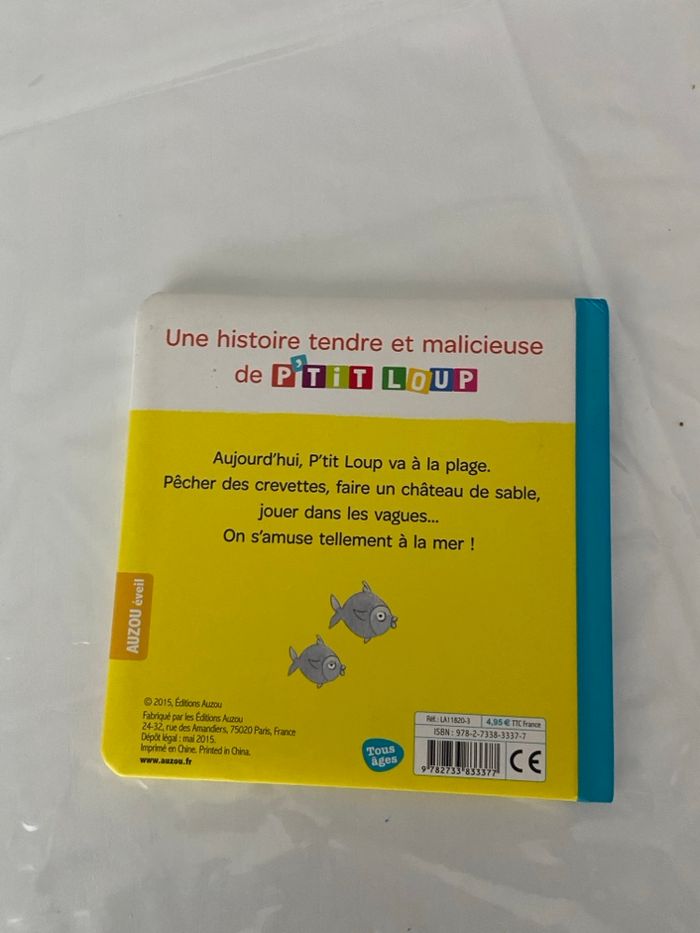 Une histoire tendre et malicieuse
de P'TiT LOUP
Aujourd'hui, P'tit Loup va à la plage.
Pêcher des crevettes, faire un château de sable,
jouer dans les vagues...
On s'amuse tellement à la mer !
AUZOU éveil
© 2015, Éditions Auzou
Fabriqué par les Éditions Auzou
24-32, rue des Amandiers, 75020 Paris, France
Dépôt légal : mai 2015.
Imprimé en Chine. Printed in China.
www.auzou.fr
Tous
âges
Réf. : LA11820-3
4,95 € TTC France
ISBN : 978-2-7338-3337-7
9 782733 833377
CE